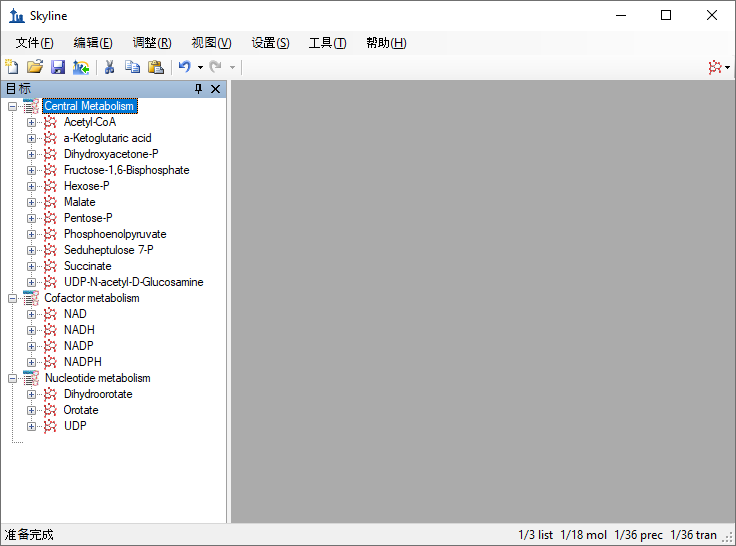 Skyline
文件(F) 编辑(E) 调整(R) 视图(V) 设置(S) 工具(T) 帮助(H)
目标
Central Metabolism
Acetyl-CoA
a-Ketoglutaric acid
Dihydroxyacetone-P
Fructose-1,6-Bisphosphate
Hexose-P
Malate
Pentose-P
Phosphoenolpyruvate
Seduheptulose 7-P
Succinate
UDP-N-acetyl-D-Glucosamine
Cofactor metabolism
NAD
NADH
NADP
NADPH
Nucleotide metabolism
Dihydroorotate
Orotate
UDP
准备完成 1/3 list 1/18 mol 1/36 prec 1/36 tran